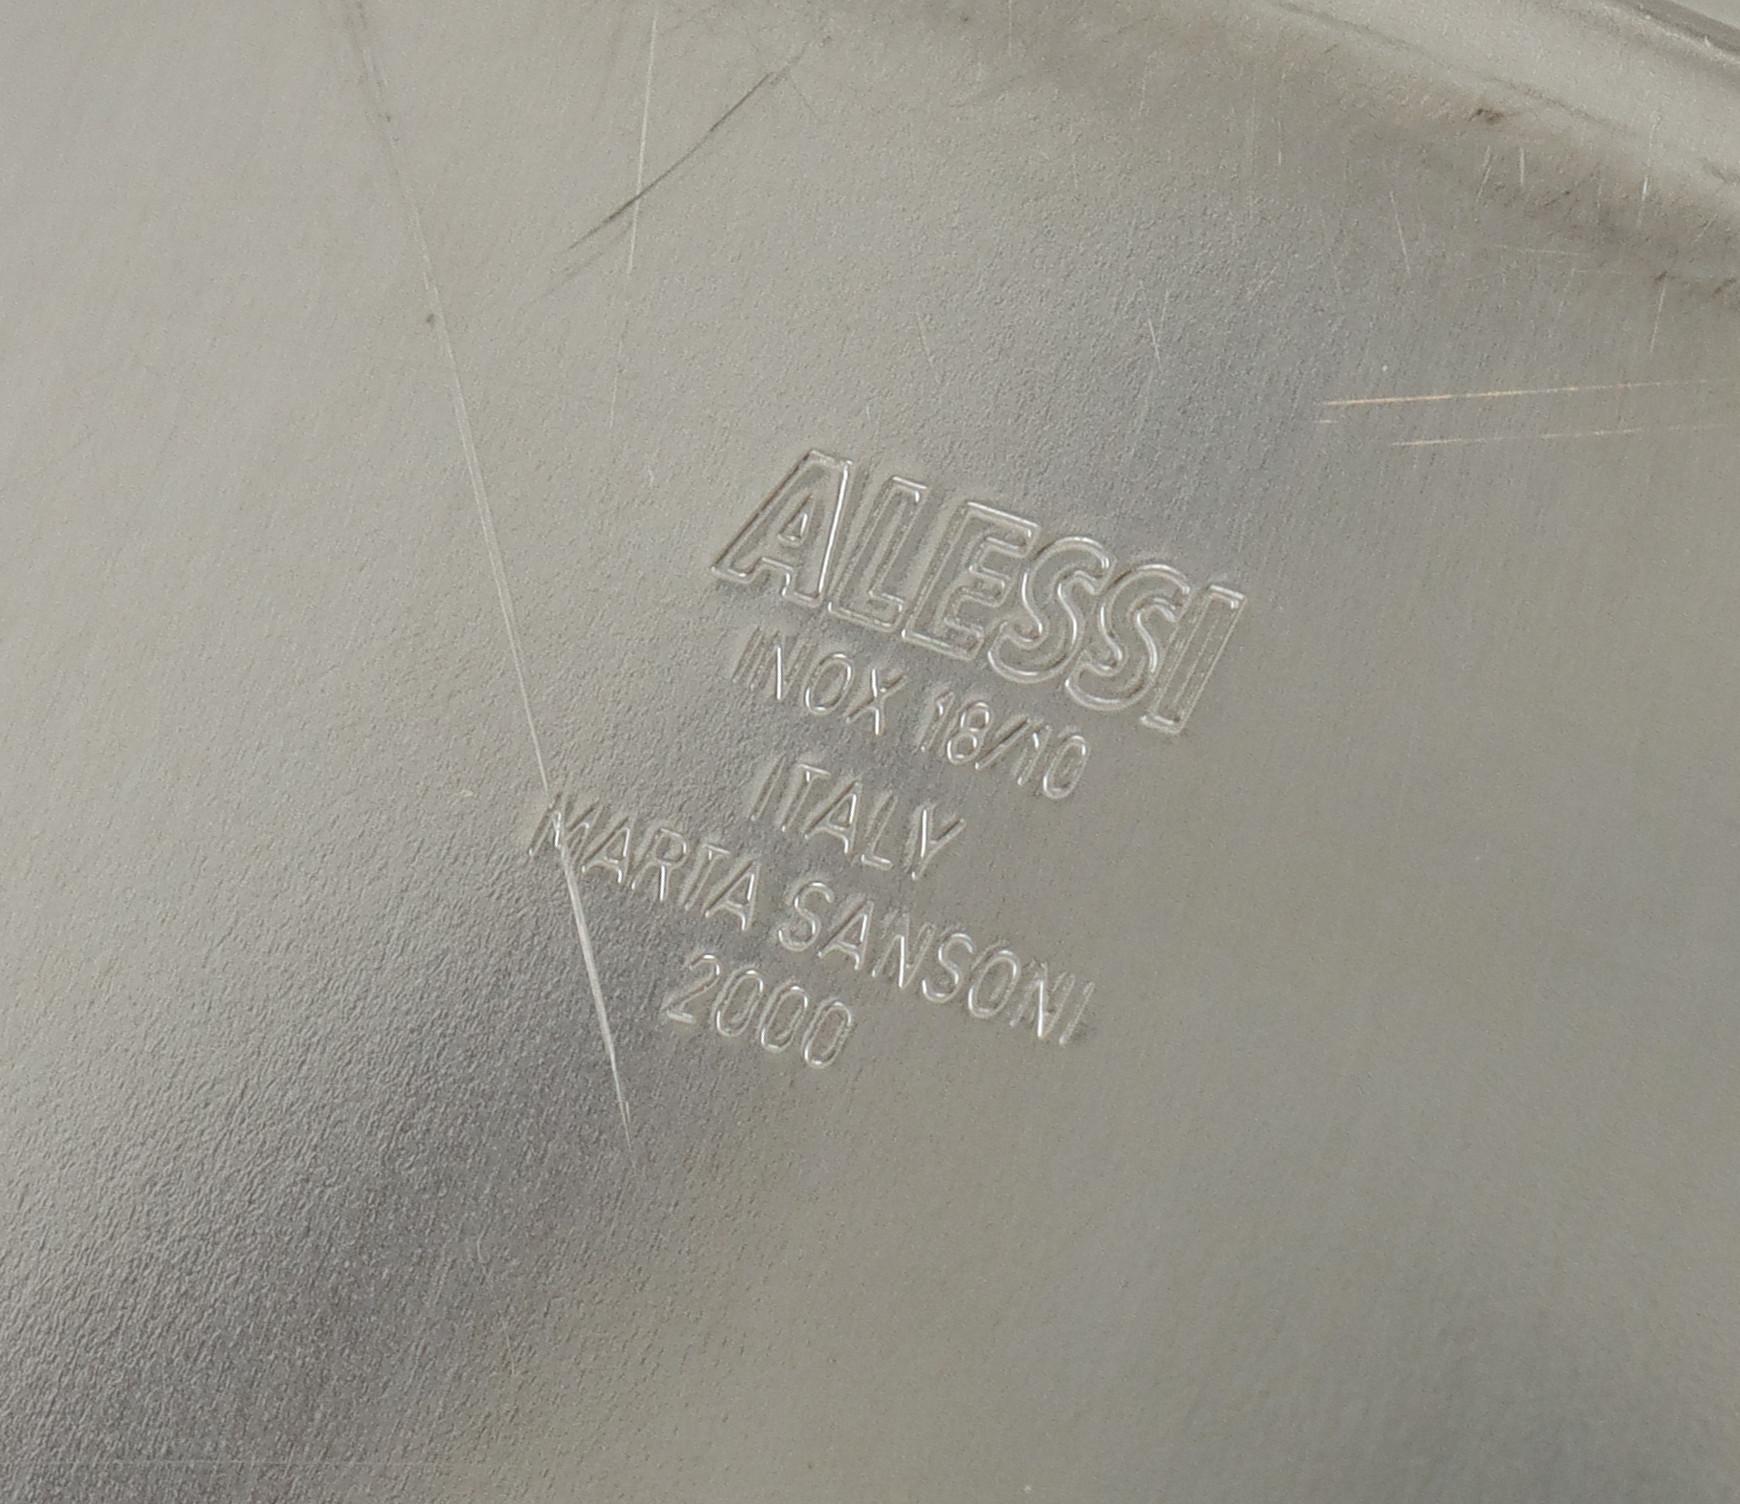 ALESSI
INOX 18/10
ITALY
MARTA SANSONI
2000